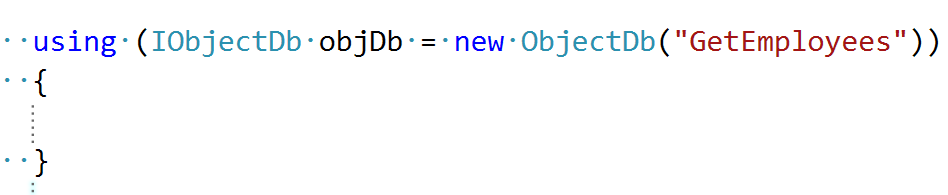 using (IObjectDb objDb = new ObjectDb("GetEmployees"))
{
}